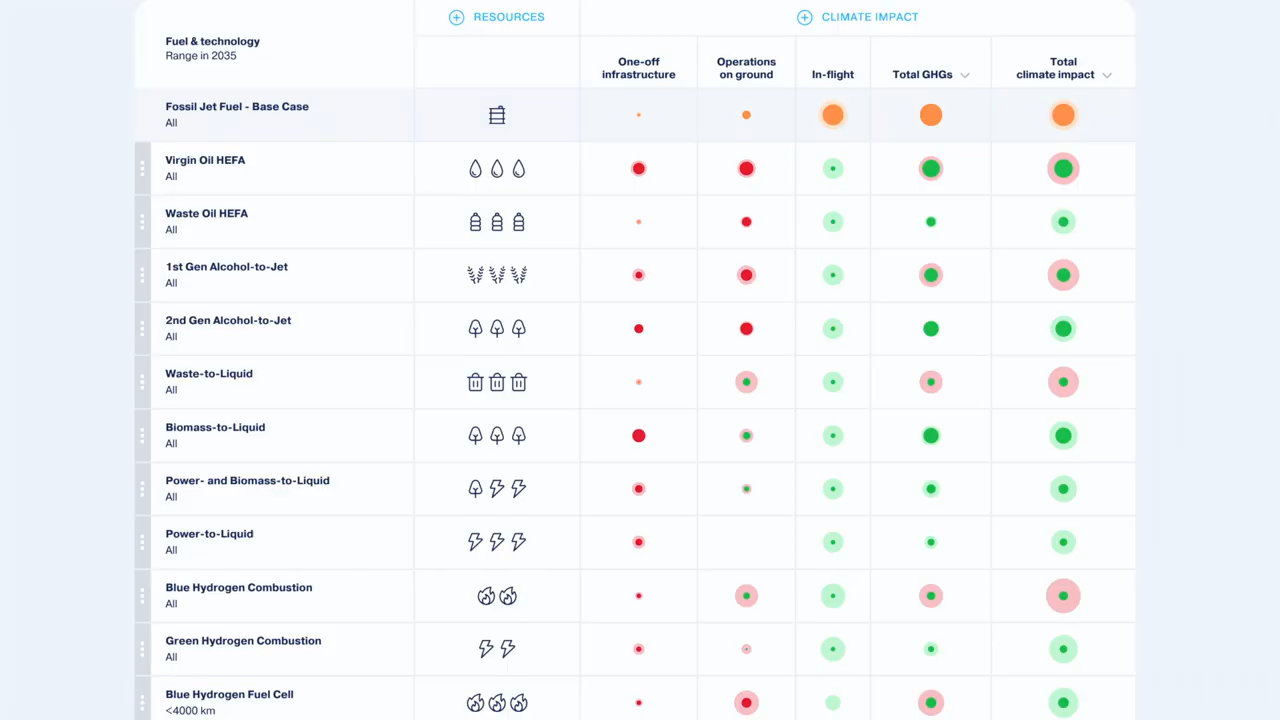 RESOURCES
CLIMATE IMPACT
Fuel & technology
Range in 2035
One-off
infrastructure
Operations
on ground
In-flight
Total GHGs
Total
climate impact
Fossil Jet Fuel - Base Case
All
Virgin Oil HEFA
All
Waste Oil HEFA
All
1st Gen Alcohol-to-Jet
All
2nd Gen Alcohol-to-Jet
All
Waste-to-Liquid
All
Biomass-to-Liquid
All
Power- and Biomass-to-Liquid
All
Power-to-Liquid
All
Blue Hydrogen Combustion
All
Green Hydrogen Combustion
All
Blue Hydrogen Fuel Cell
<4000 km